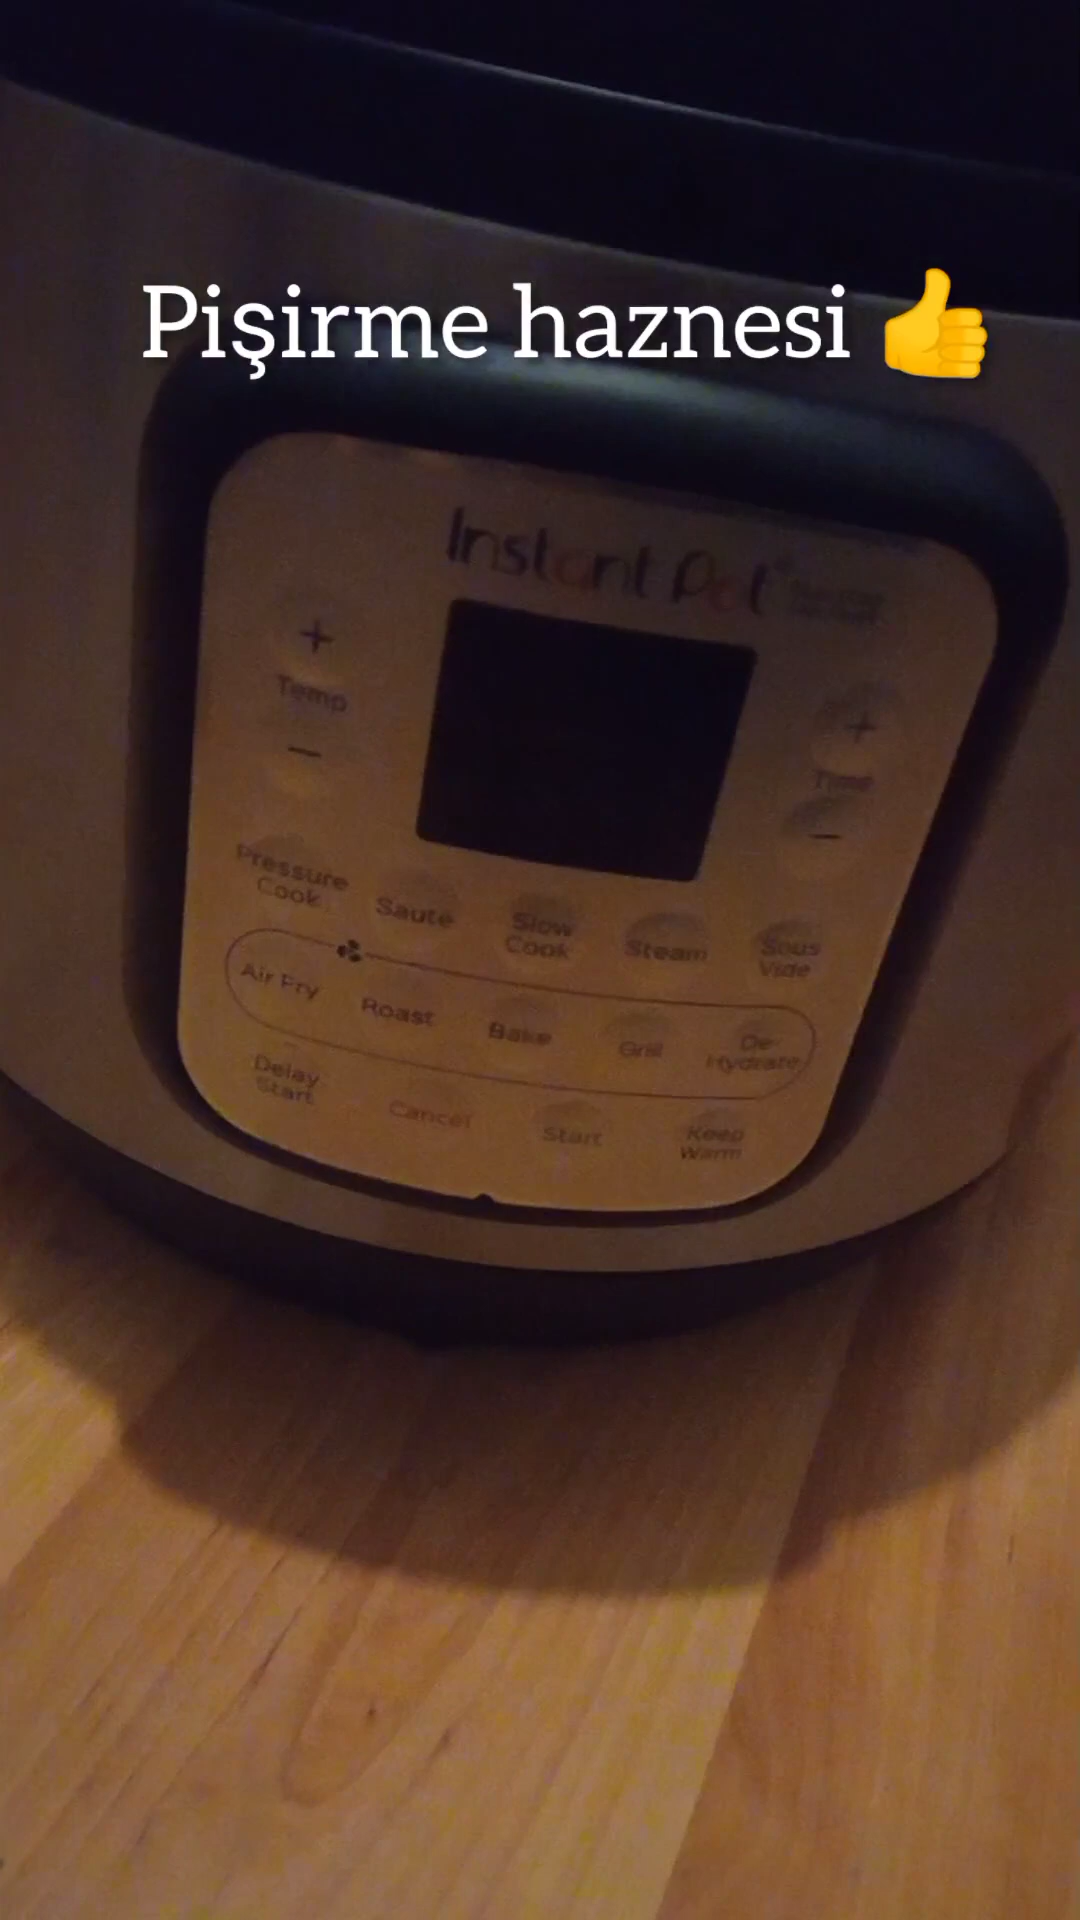 Pişirme haznesi 👍
Instant Pot
+
Temp
−
+
Time
−
Pressure
Cook
Saute
Slow
Cook
Steam
Sous
Vide
Air Fry
Roast
Bake
Grill
De-
Hydrate
Delay
Start
Cancel
Start
Keep
Warm